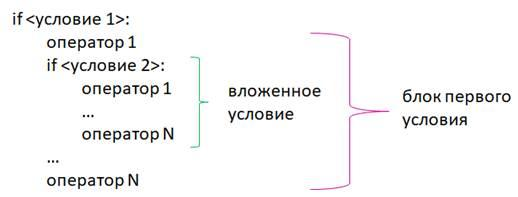 if <условие 1>:
оператор 1
if <условие 2>:
оператор 1
...
оператор N
...
оператор N
вложенное
условие
блок первого
условия